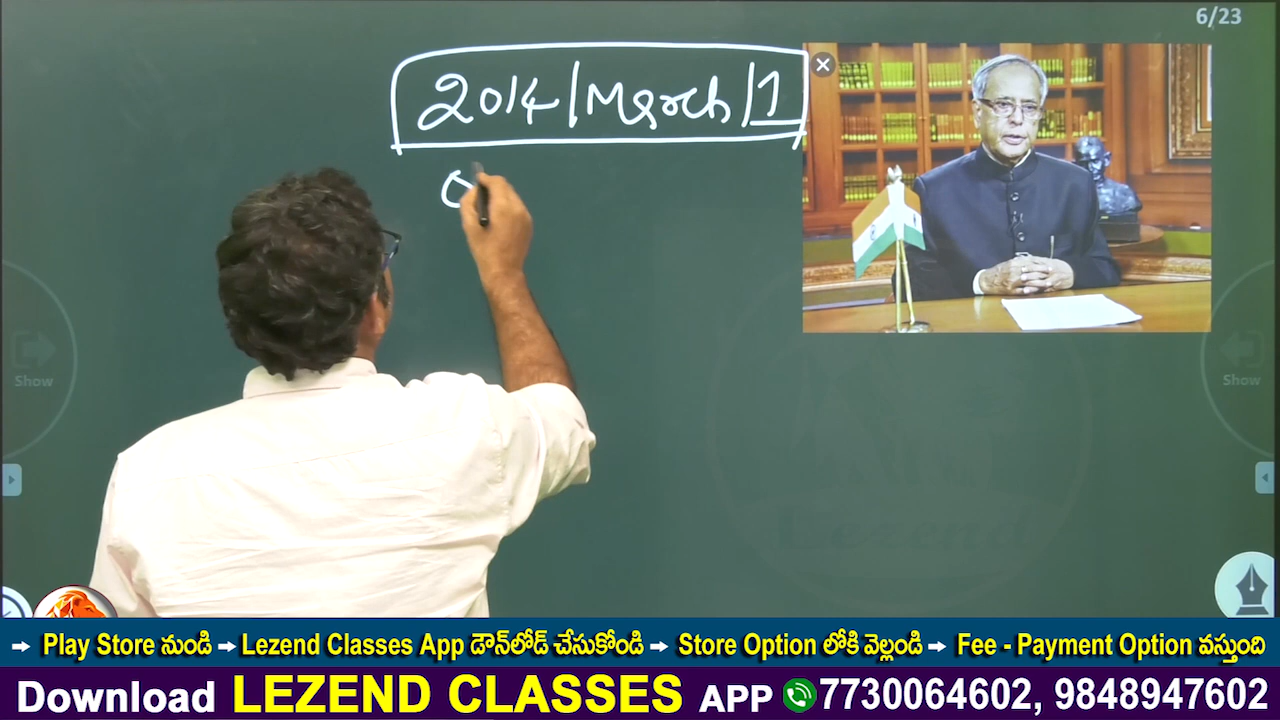 6/23
2014/March/1
Show
Show
Lezend
→ Play Store నుండి → Lezend Classes App డౌన్‌లోడ్ చేసుకోండి → Store Option లోకి వెల్లండి → Fee - Payment Option వస్తుంది
Download LEZEND CLASSES APP 7730064602, 9848947602